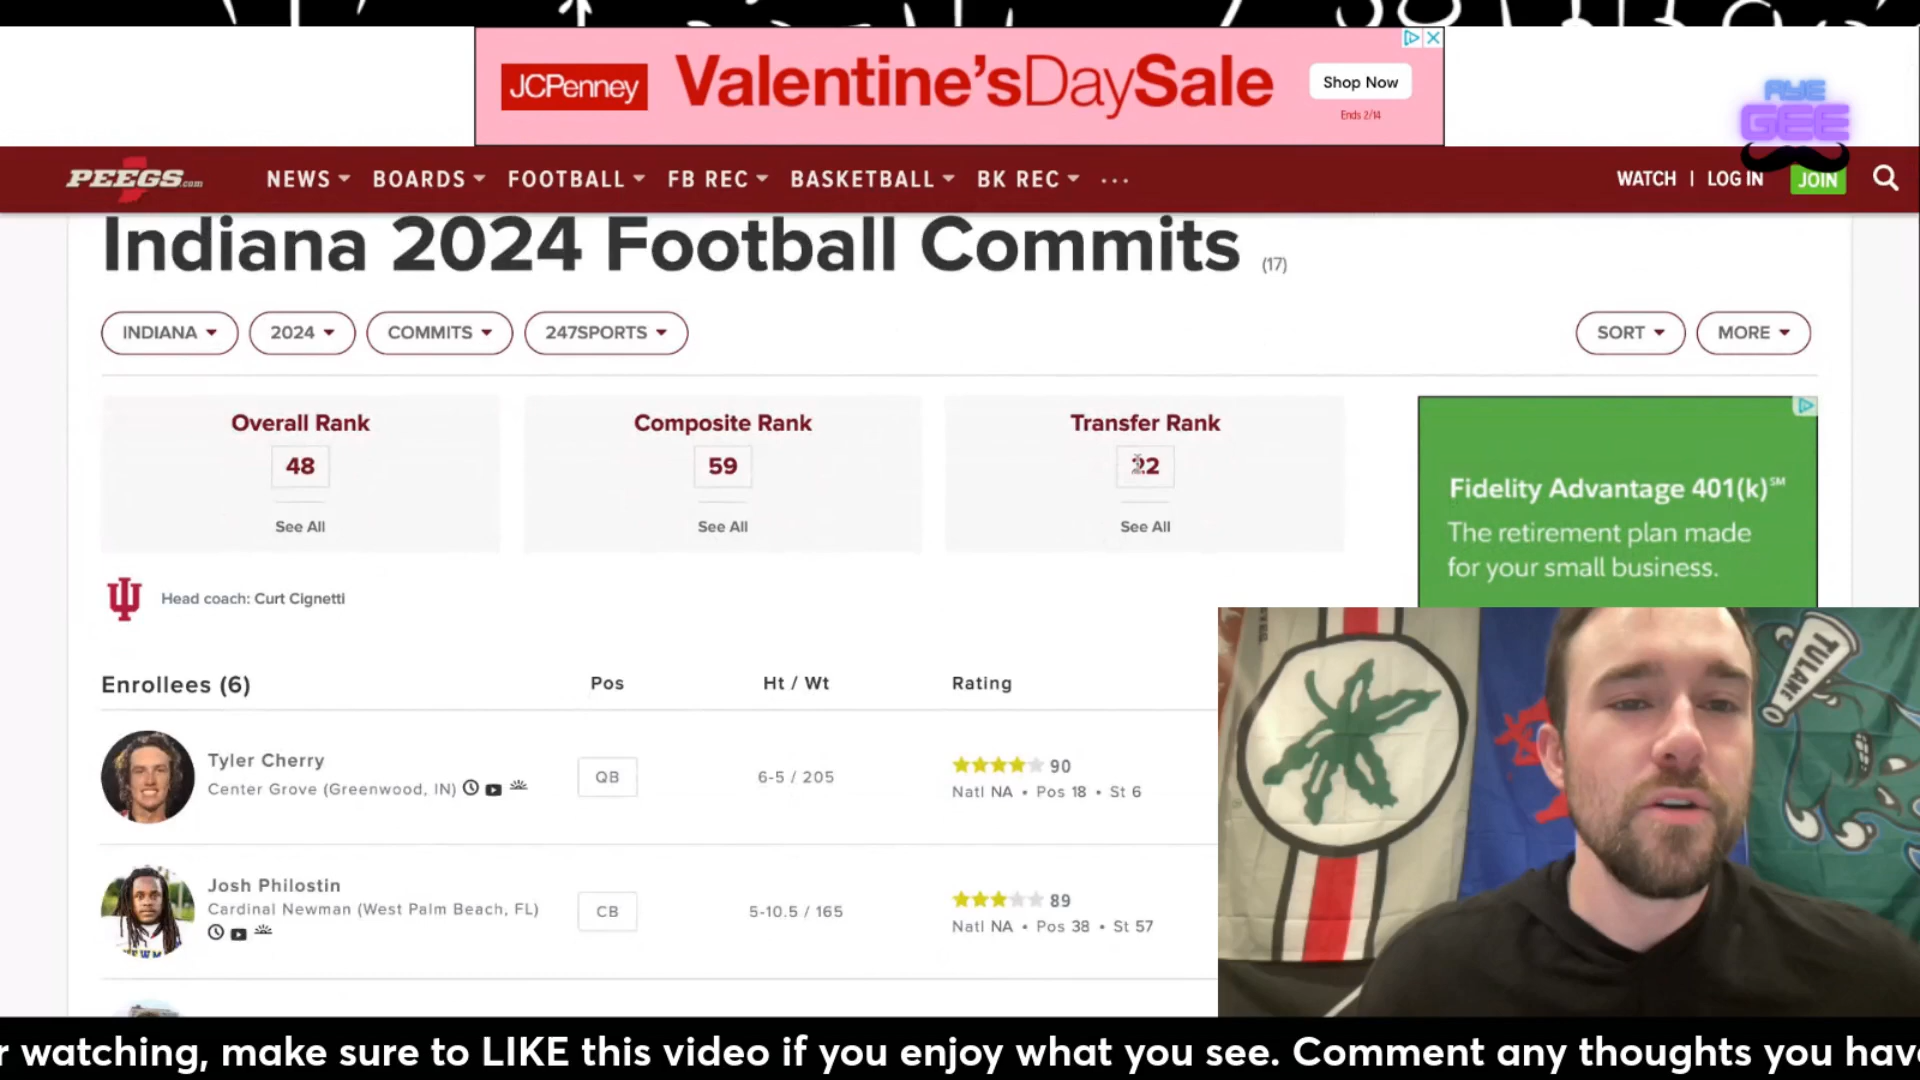 JCPenney
Valentine'sDaySale
Shop Now
Ends 2/14
AYE
GEE
PEEGS.com
NEWS
BOARDS
FOOTBALL
FB REC
BASKETBALL
BK REC
WATCH | LOG IN
JOIN
Indiana 2024 Football Commits (17)
INDIANA
2024
COMMITS
247SPORTS
SORT
MORE
Overall Rank
48
See All
Composite Rank
59
See All
Transfer Rank
22
See All
Fidelity Advantage 401(k)℠
The retirement plan made
for your small business.
Head coach: Curt Cignetti
Enrollees (6)
Pos
Ht / Wt
Rating
Tyler Cherry
Center Grove (Greenwood, IN)
QB
6-5 / 205
90
Natl NA • Pos 18 • St 6
Josh Philostin
Cardinal Newman (West Palm Beach, FL)
CB
5-10.5 / 165
89
Natl NA • Pos 38 • St 57
TULANE
r watching, make sure to LIKE this video if you enjoy what you see. Comment any thoughts you have